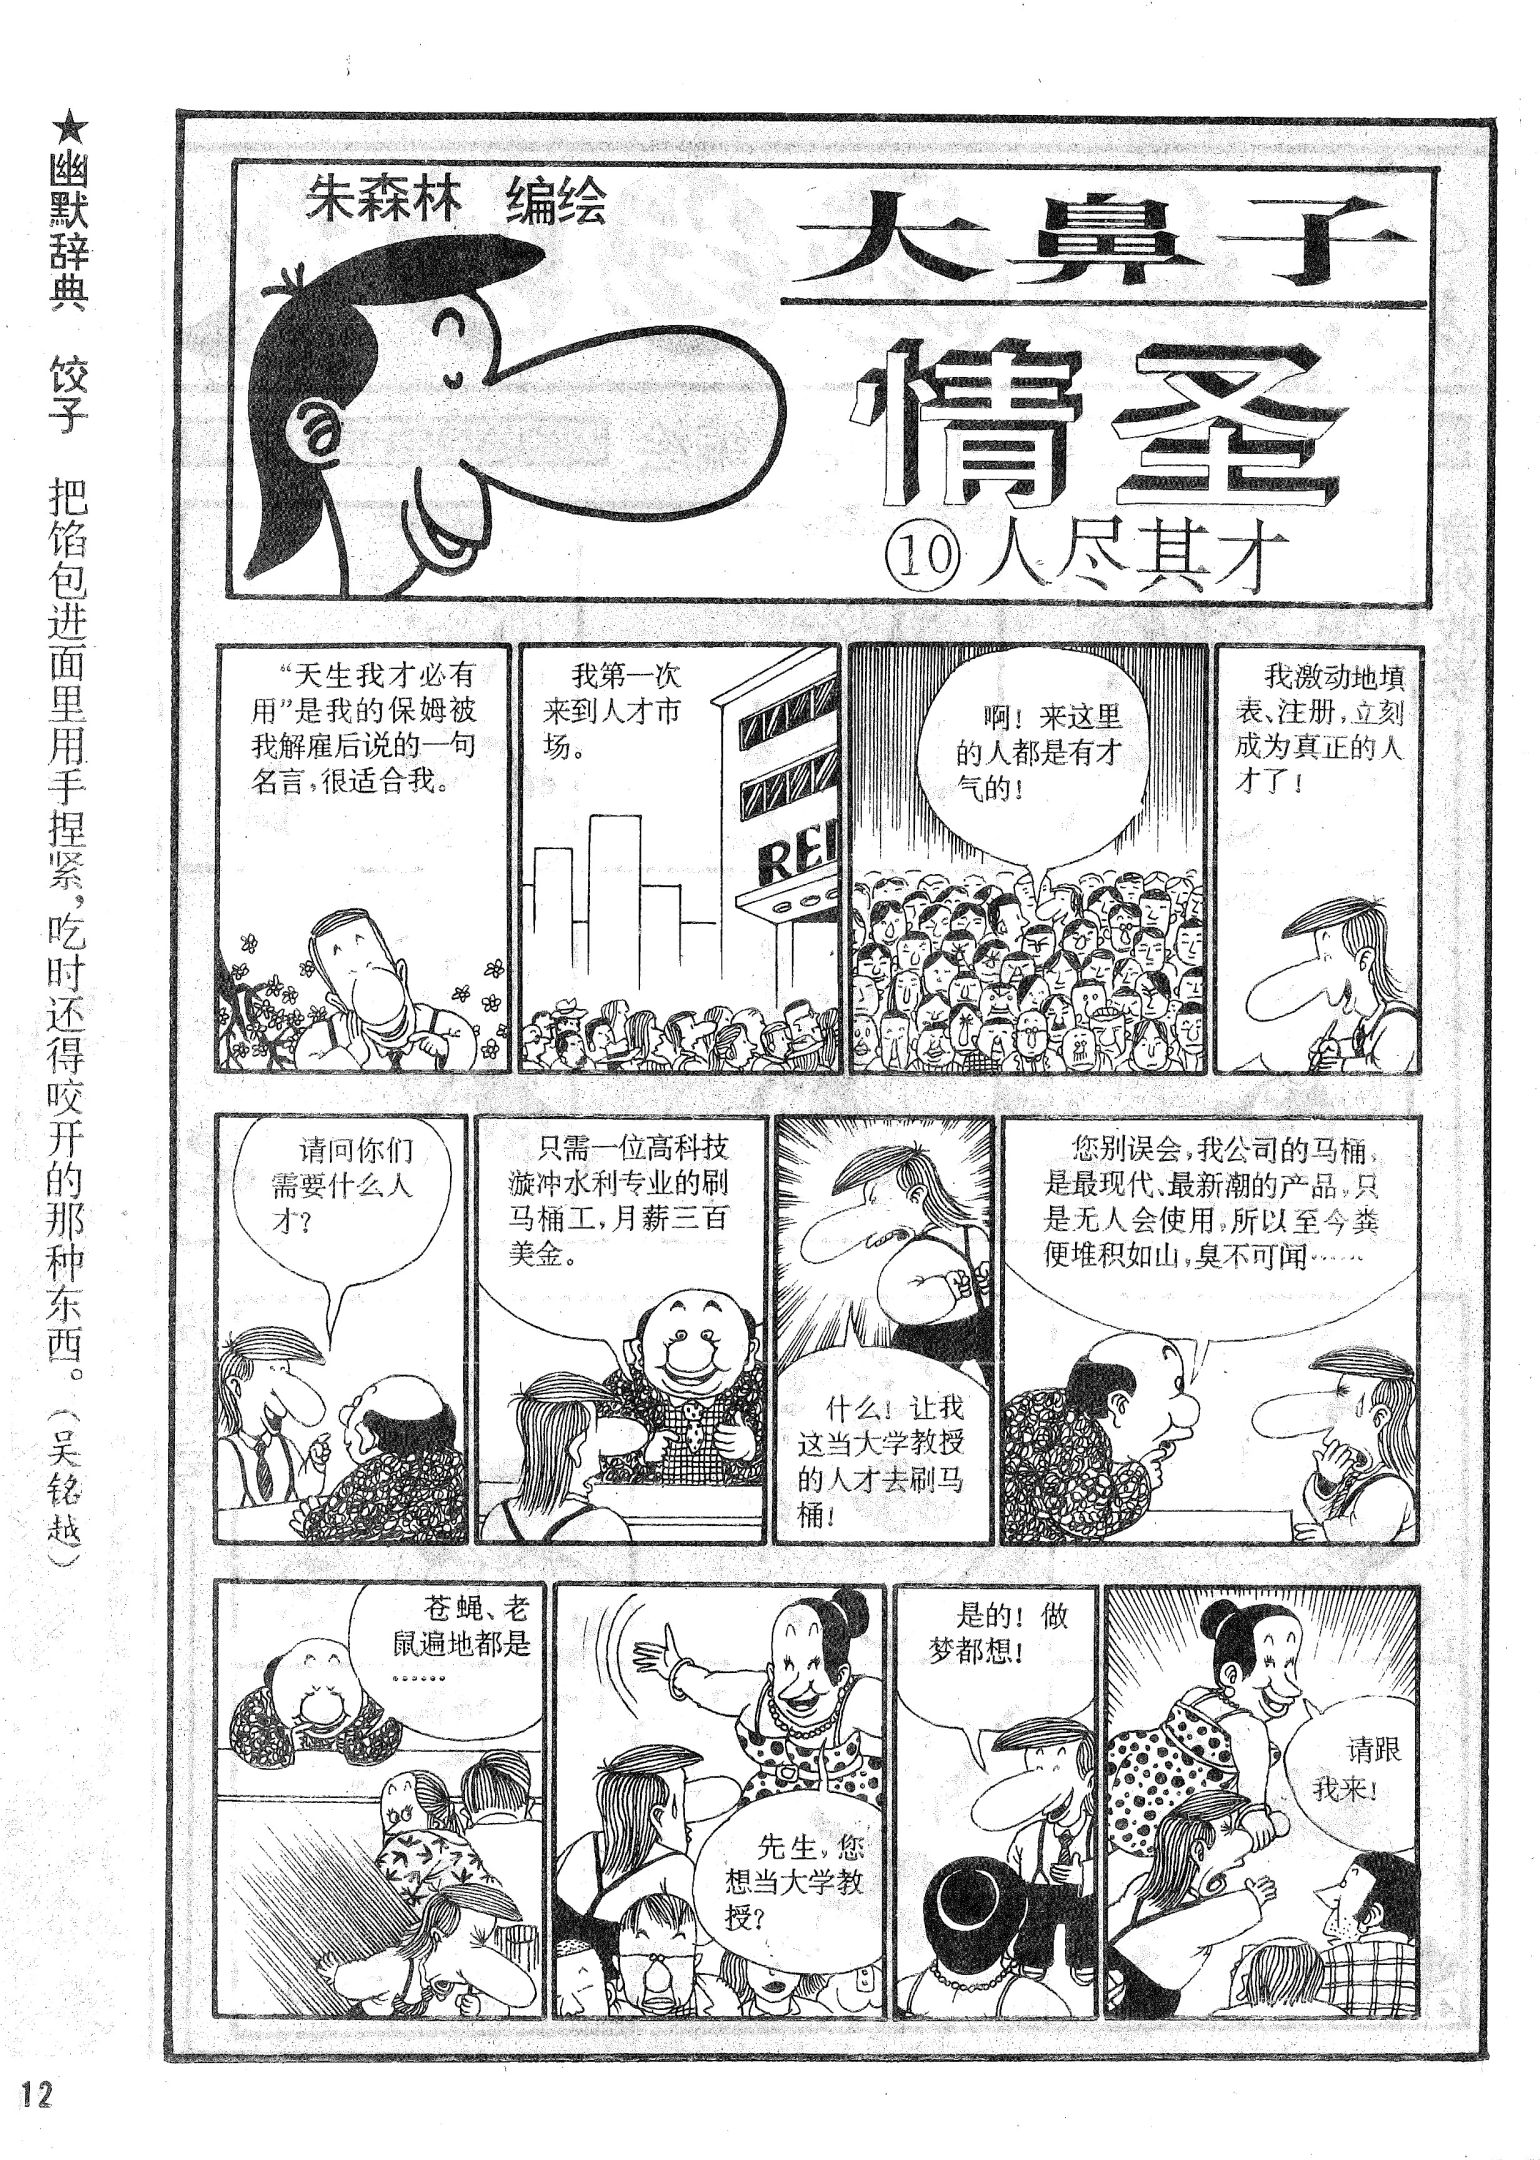 ★幽默辞典　饺子　把馅包进面里用手捏紧，吃时还得咬开的那种东西。（吴铭越）
朱森林　编绘
大鼻子
情圣
⑩人尽其才
“天生我才必有
用”是我的保姆被
我解雇后说的一句
名言，很适合我。
我第一次
来到人才市
场。
REN
啊！来这里
的人都是有才
气的！
我激动地填
表、注册，立刻
成为真正的人
才了！
请问你们
需要什么人
才？
只需一位高科技
漩冲水利专业的刷
马桶工，月薪三百
美金。
什么！让我
这当大学教授
的人才去刷马
桶！
您别误会，我公司的马桶，
是最现代、最新潮的产品，只
是无人会使用，所以至今粪
便堆积如山，臭不可闻……
苍蝇、老
鼠遍地都是
……
先生，您
想当大学教
授？
是的！做
梦都想！
请跟
我来！
12